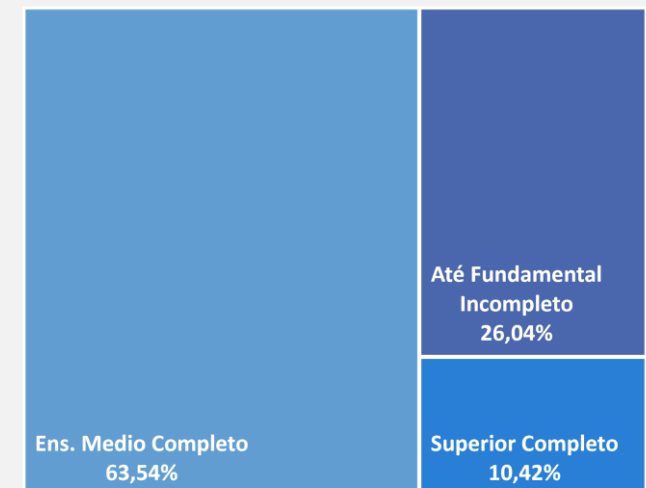 Ens. Medio Completo
63,54%
Até Fundamental
Incompleto
26,04%
Superior Completo
10,42%